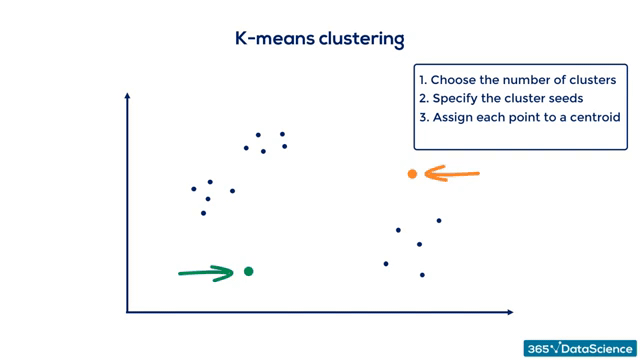 K-means clustering
1. Choose the number of clusters
2. Specify the cluster seeds
3. Assign each point to a centroid
365 DataScience